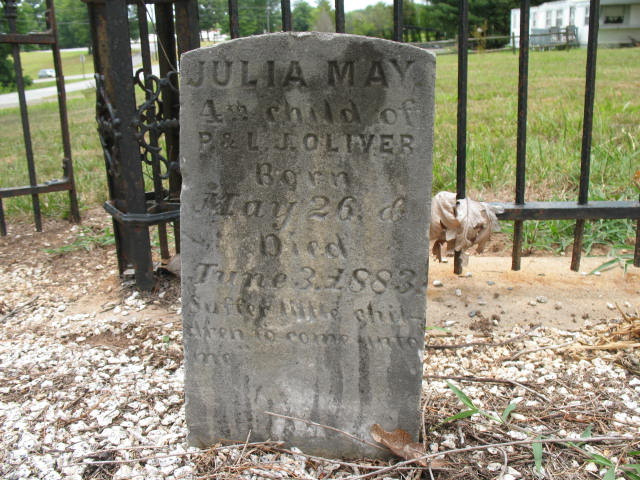 JULIA MAY
4th child of
P. & L. J. OLIVER
Born
May 26, &
Died
June 3, 1883.
Suffer little chil-
dren to come unto
me.